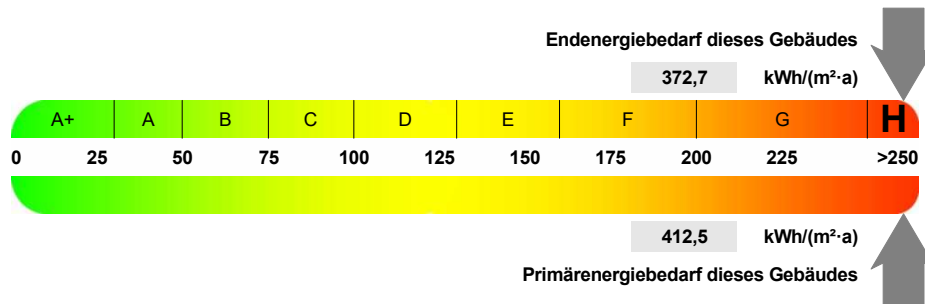 Endenergiebedarf dieses Gebäudes
372,7 kWh/(m²·a)
A+ A B C D E F G H
0 25 50 75 100 125 150 175 200 225 >250
412,5 kWh/(m²·a)
Primärenergiebedarf dieses Gebäudes